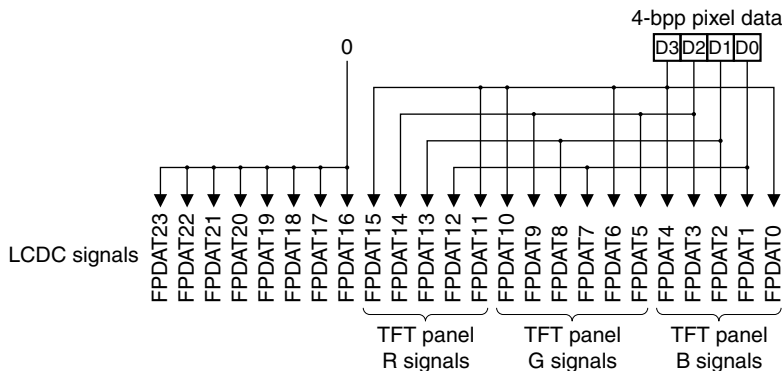 4-bpp pixel data
0
D3 D2 D1 D0
LCDC signals
FPDAT23
FPDAT22
FPDAT21
FPDAT20
FPDAT19
FPDAT18
FPDAT17
FPDAT16
FPDAT15
FPDAT14
FPDAT13
FPDAT12
FPDAT11
FPDAT10
FPDAT9
FPDAT8
FPDAT7
FPDAT6
FPDAT5
FPDAT4
FPDAT3
FPDAT2
FPDAT1
FPDAT0
TFT panel
R signals
TFT panel
G signals
TFT panel
B signals